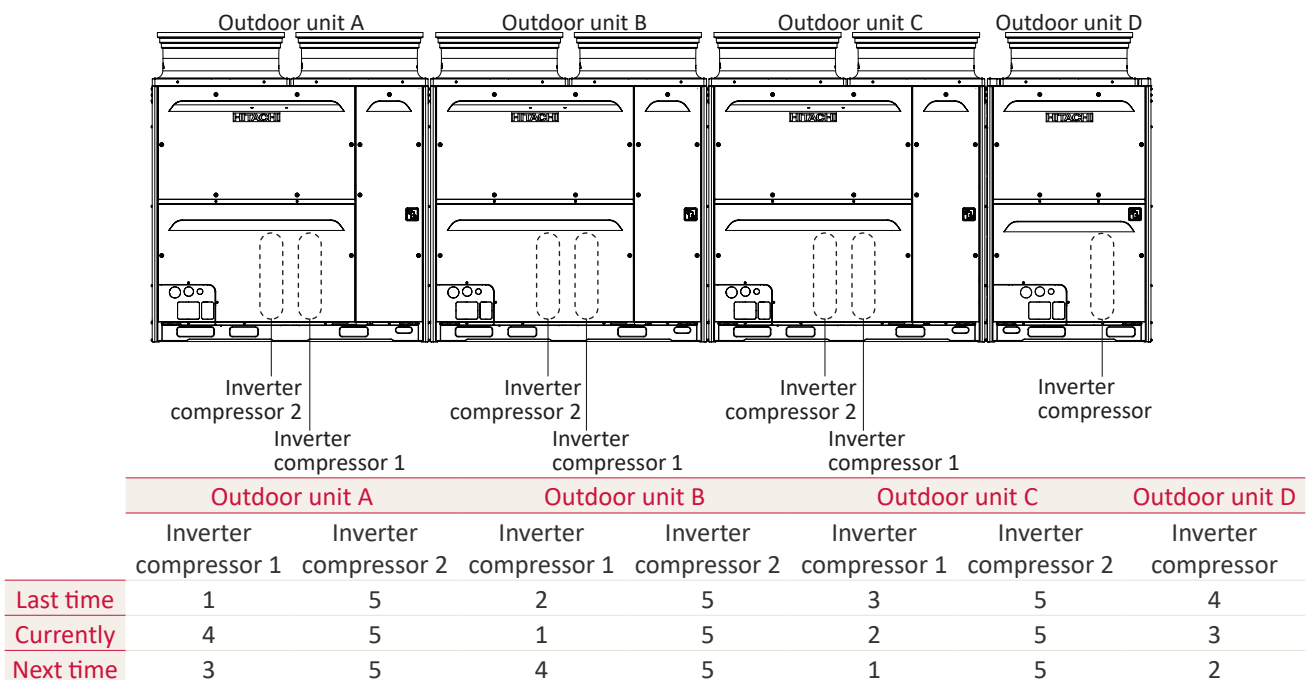 Outdoor unit A Outdoor unit B Outdoor unit C Outdoor unit D
HITACHI HITACHI HITACHI HITACHI
Inverter compressor 2
Inverter compressor 1
Inverter compressor 2
Inverter compressor 1
Inverter compressor 2
Inverter compressor 1
Inverter compressor
Outdoor unit A Outdoor unit B Outdoor unit C Outdoor unit D
Inverter Inverter Inverter Inverter Inverter Inverter Inverter
compressor 1 compressor 2 compressor 1 compressor 2 compressor 1 compressor 2 compressor
Last time 1 5 2 5 3 5 4
Currently 4 5 1 5 2 5 3
Next time 3 5 4 5 1 5 2